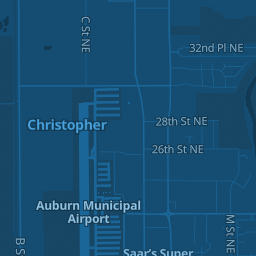 C St NE
32nd Pl NE
Christopher
28th St NE
26th St NE
Auburn Municipal
Airport
B S
M St NE
Saar's Super